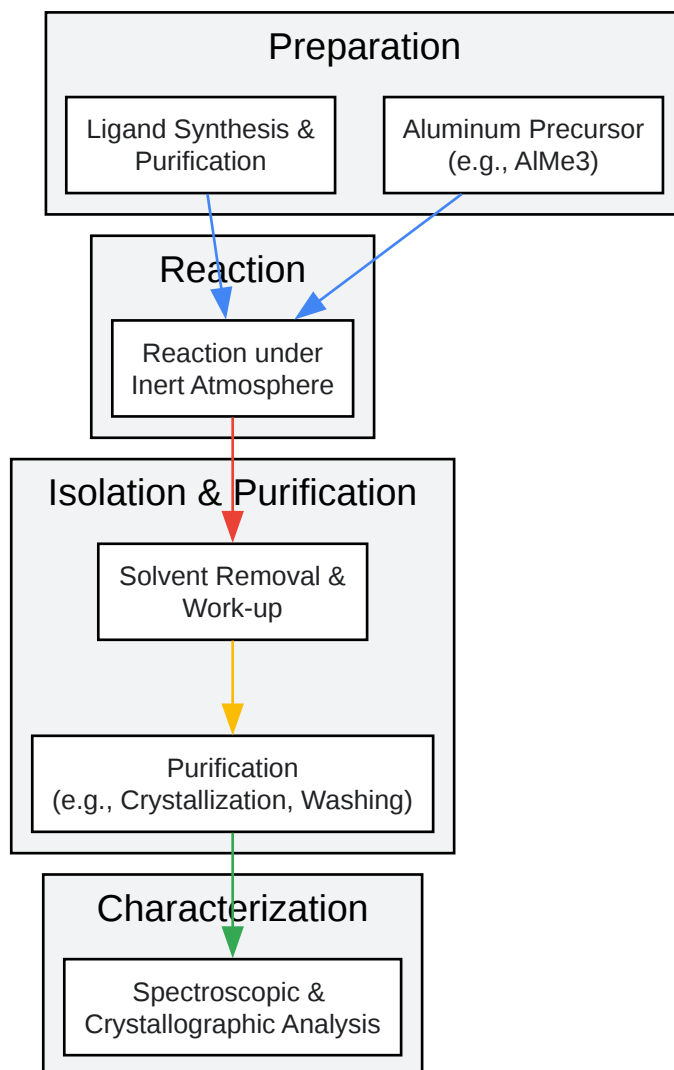 Preparation
Ligand Synthesis &
Purification
Aluminum Precursor
(e.g., AlMe3)
Reaction
Reaction under
Inert Atmosphere
Isolation & Purification
Solvent Removal &
Work-up
Purification
(e.g., Crystallization, Washing)
Characterization
Spectroscopic &
Crystallographic Analysis